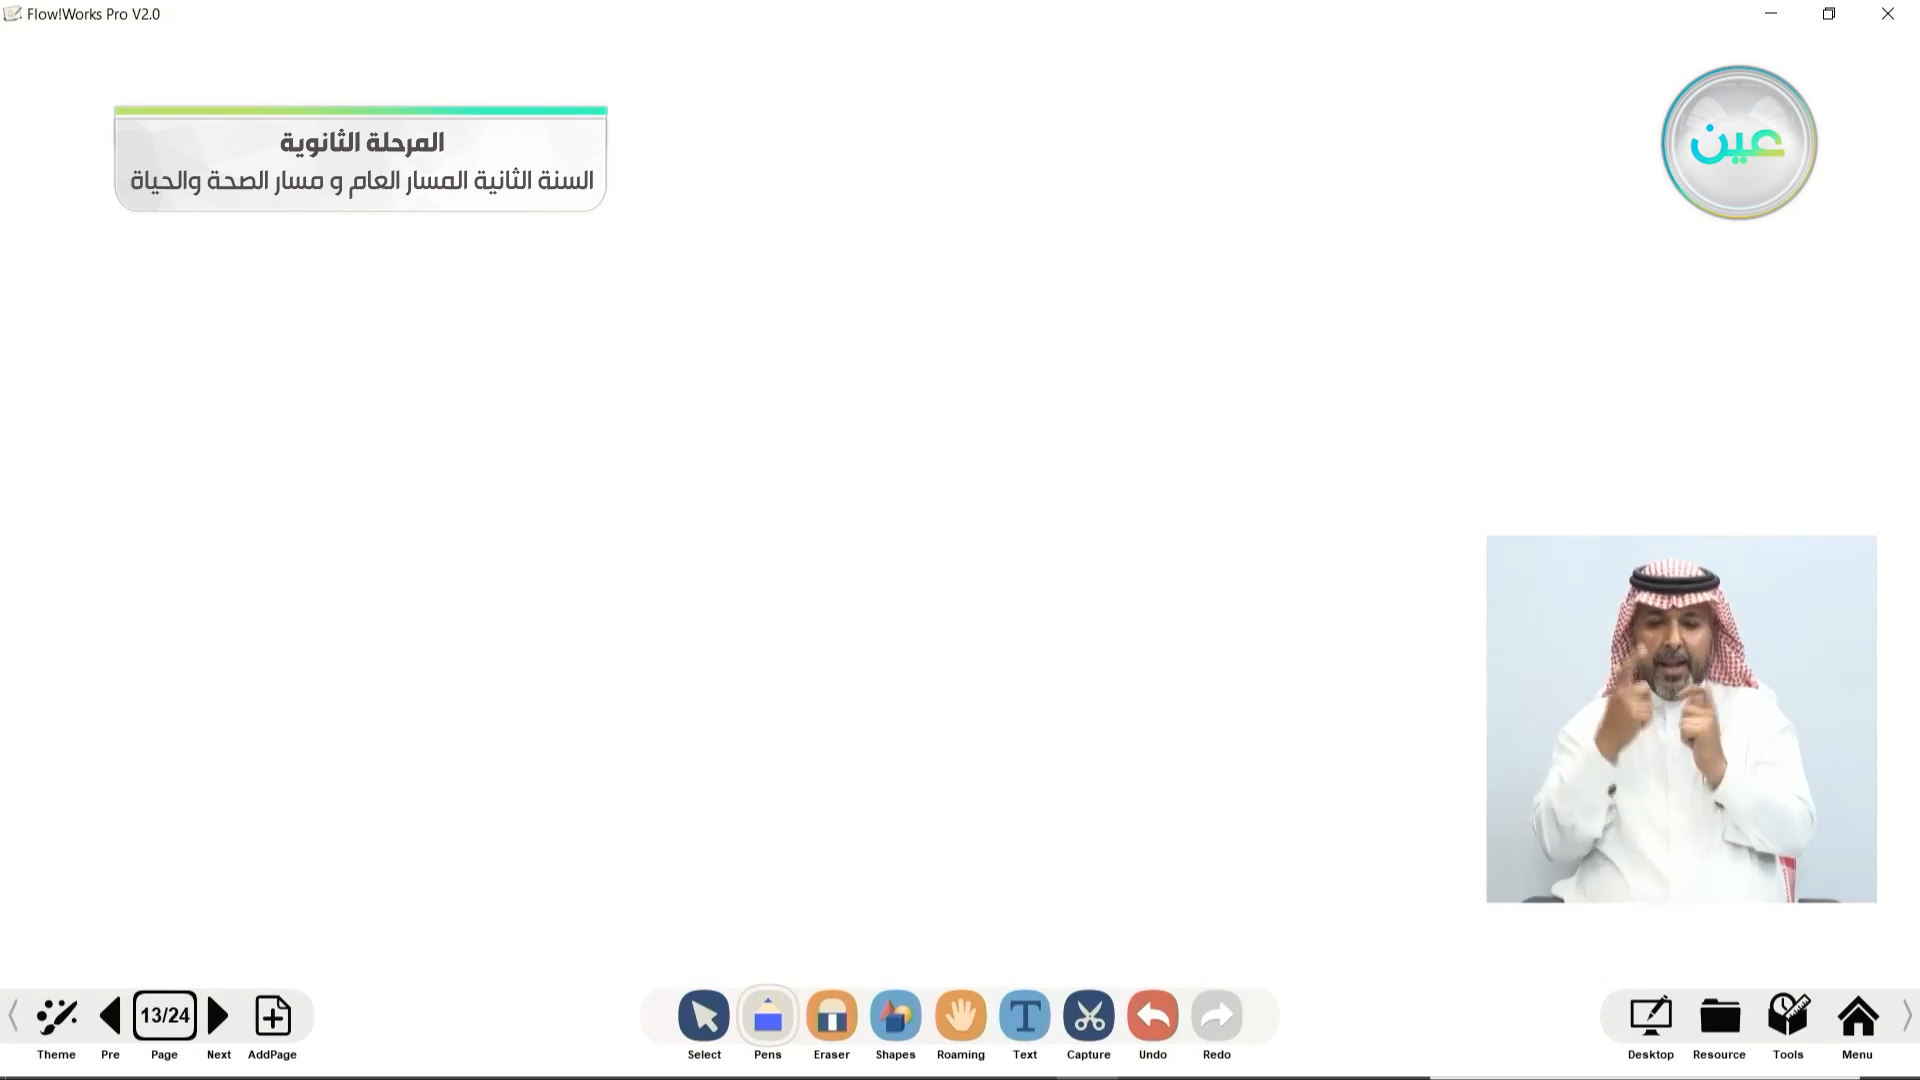 Flow!Works Pro V2.0
المرحلة الثانوية
السنة الثانية المسار العام و مسار الصحة والحياة
عين
13/24
Theme
Pre
Page
Next
AddPage
Select
Pens
Eraser
Shapes
Roaming
Text
Capture
Undo
Redo
Desktop
Resource
Tools
Menu